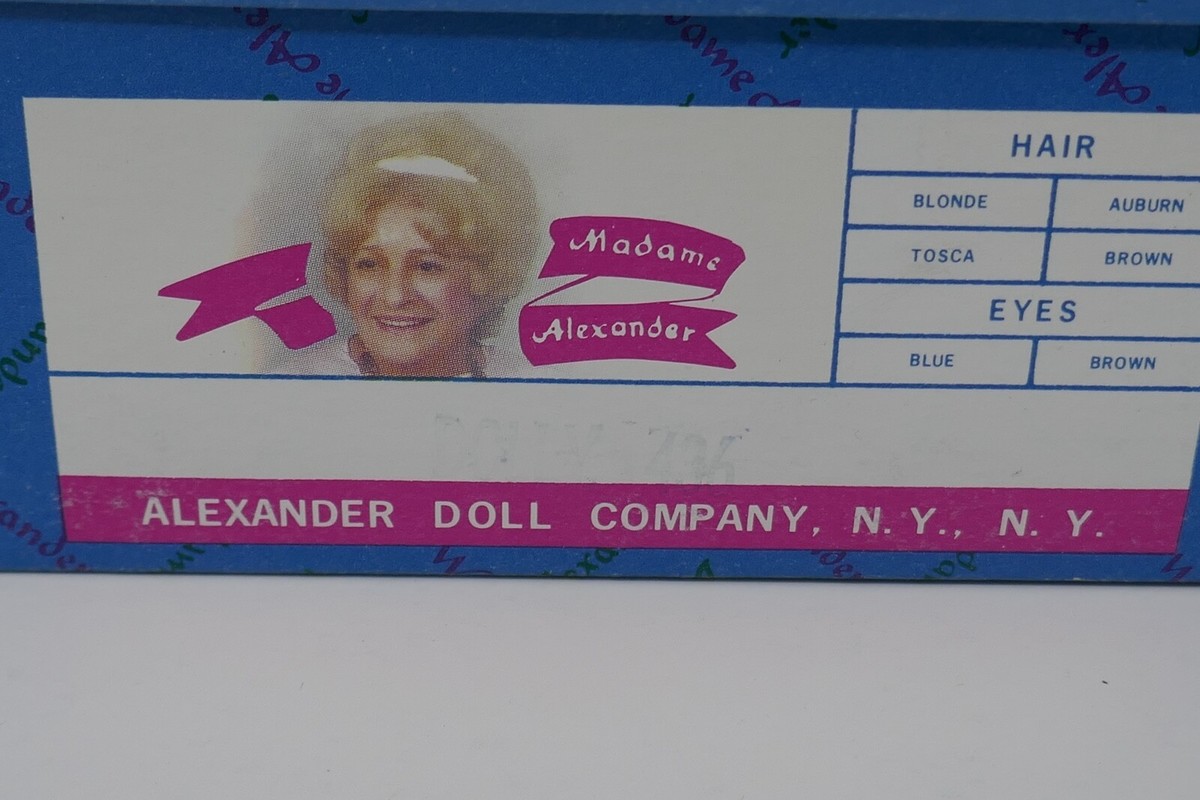 Madame
Alexander
HAIR
BLONDE AUBURN
TOSCA BROWN
EYES
BLUE BROWN
ALEXANDER DOLL COMPANY, N. Y., N. Y.